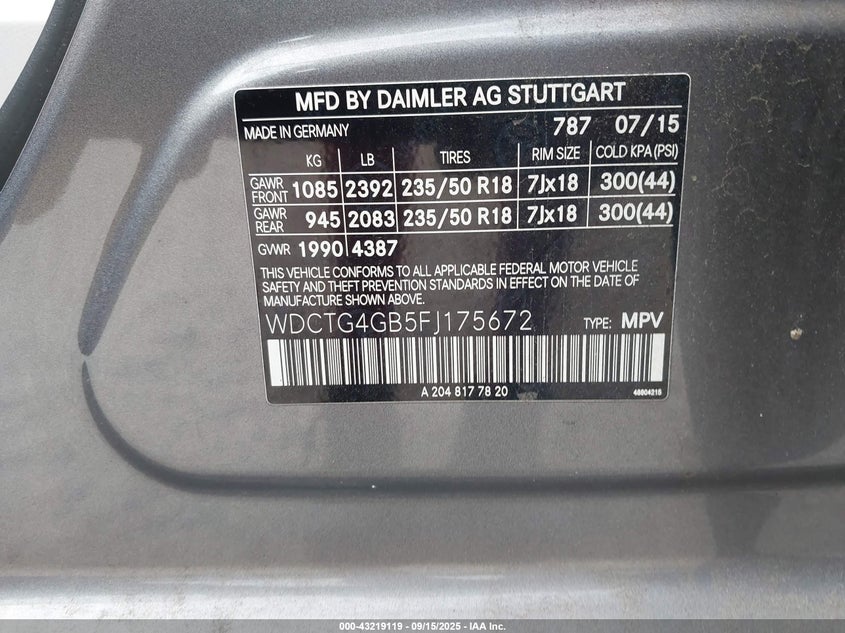 MFD BY DAIMLER AG STUTTGART
MADE IN GERMANY 787 07/15
KG LB TIRES RIM SIZE COLD KPA (PSI)
GAWR FRONT 1085 2392 235/50 R18 7Jx18 300(44)
GAWR REAR 945 2083 235/50 R18 7Jx18 300(44)
GVWR 1990 4387
THIS VEHICLE CONFORMS TO ALL APPLICABLE FEDERAL MOTOR VEHICLE
SAFETY AND THEFT PREVENTION STANDARDS IN EFFECT ON THE DATE OF
MANUFACTURE SHOWN ABOVE.
WDCTG4GB5FJ175672 TYPE: MPV
A 204 817 78 20 46604215
000-43219119 - 09/15/2025 - IAA Inc.